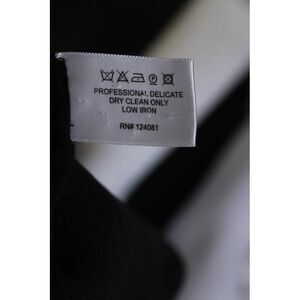 PROFESSIONAL DELICATE
DRY CLEAN ONLY
LOW IRON
RN# 124081